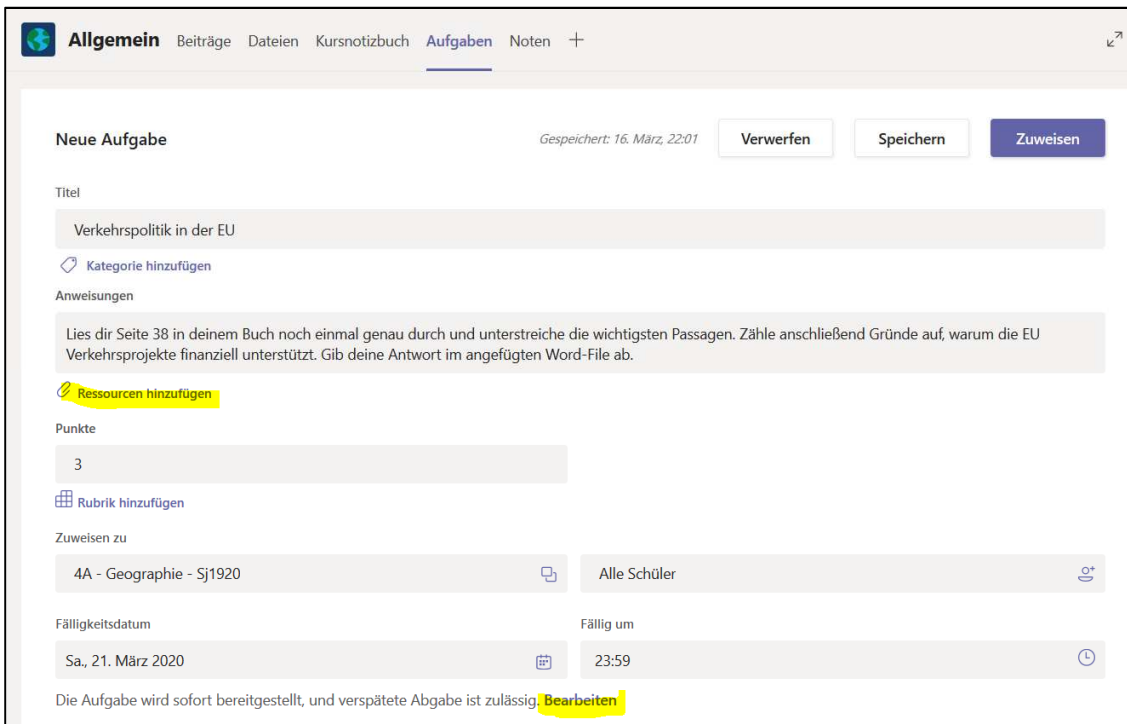 Allgemein Beiträge Dateien Kursnotizbuch Aufgaben Noten +
Neue Aufgabe Gespeichert: 16. März, 22:01 Verwerfen Speichern Zuweisen
Titel
Verkehrspolitik in der EU
Kategorie hinzufügen
Anweisungen
Lies dir Seite 38 in deinem Buch noch einmal genau durch und unterstreiche die wichtigsten Passagen. Zähle anschließend Gründe auf, warum die EU
Verkehrsprojekte finanziell unterstützt. Gib deine Antwort im angefügten Word-File ab.
Ressourcen hinzufügen
Punkte
3
Rubrik hinzufügen
Zuweisen zu
4A - Geographie - Sj1920 Alle Schüler
Fälligkeitsdatum Fällig um
Sa., 21. März 2020 23:59
Die Aufgabe wird sofort bereitgestellt, und verspätete Abgabe ist zulässig. Bearbeiten